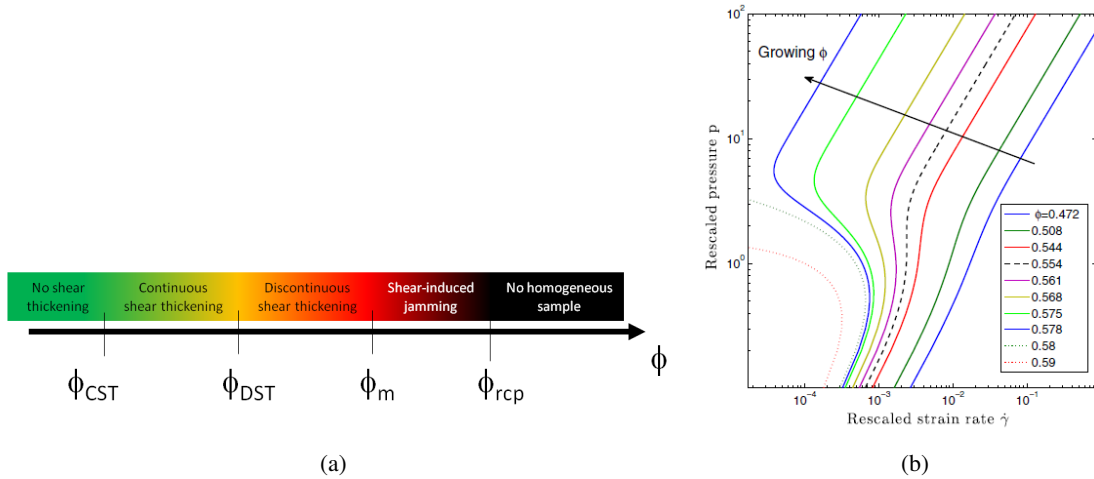 No shear
thickening
Continuous
shear thickening
Discontinuous
shear thickening
Shear-induced
jamming
No homogeneous
sample
ϕCST
ϕDST
ϕm
ϕrcp
ϕ
(a)
10²
10¹
10⁰
Rescaled pressure p
Growing ϕ
ϕ=0.472
0.508
0.544
0.554
0.561
0.568
0.575
0.578
0.58
0.59
10⁻⁴
10⁻³
10⁻²
10⁻¹
Rescaled strain rate γ̇
(b)